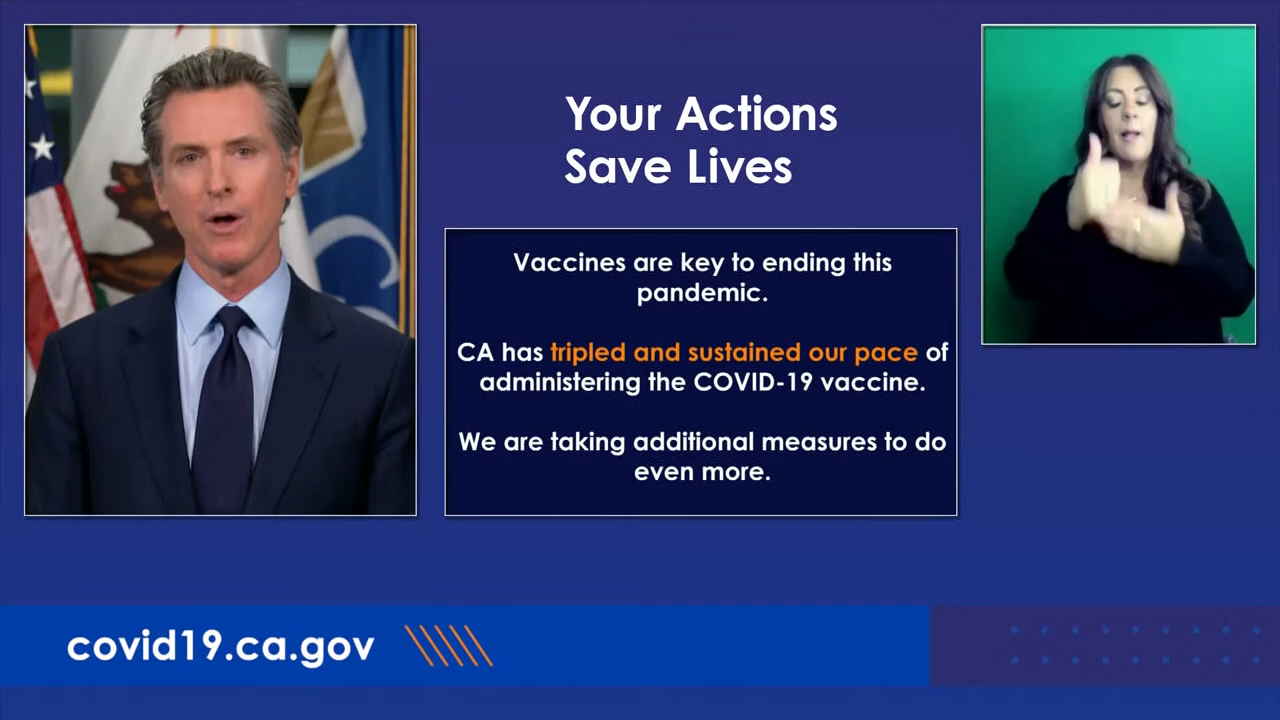 Your Actions
Save Lives
Vaccines are key to ending this
pandemic.
CA has tripled and sustained our pace of
administering the COVID-19 vaccine.
We are taking additional measures to do
even more.
covid19.ca.gov